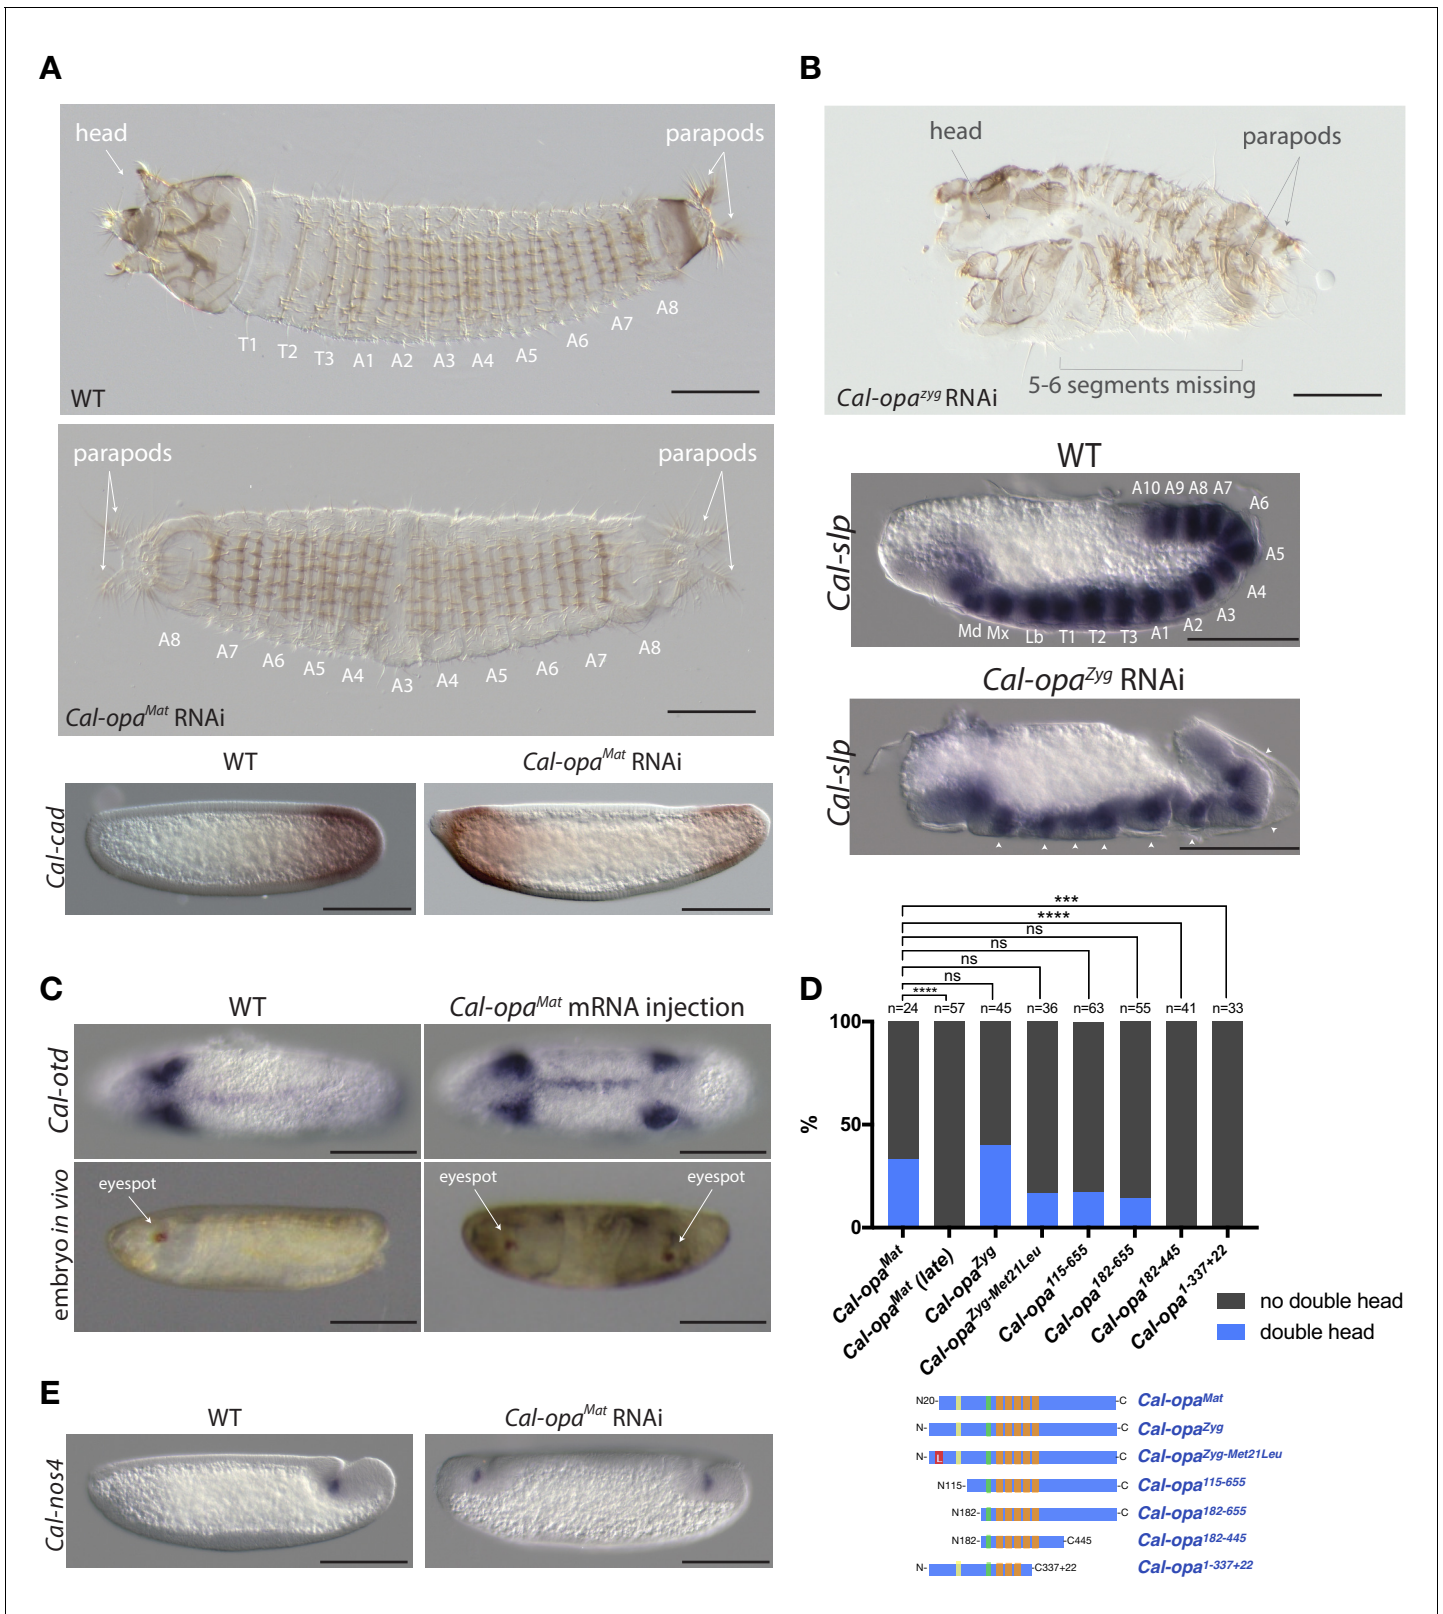 A
head
parapods
T1 T2 T3 A1 A2 A3 A4 A5 A6 A7 A8
WT
parapods
parapods
A8 A7 A6 A5 A4 A3 A4 A5 A6 A7 A8
Cal-opaMat RNAi
WT
Cal-opaMat RNAi
Cal-cad
B
head
parapods
5-6 segments missing
Cal-opazyg RNAi
WT
Cal-slp
A10 A9 A8 A7
A6
A5
A4
A3
Md Mx Lb T1 T2 T3 A1 A2
Cal-opaZyg RNAi
Cal-slp
C
WT
Cal-opaMat mRNA injection
Cal-otd
embryo in vivo
eyespot
eyespot
eyespot
D
***
****
ns
ns
ns
ns
****
n=24 n=57 n=45 n=36 n=63 n=55 n=41 n=33
100
50
0
%
Cal-opaMat
Cal-opaMat (late)
Cal-opaZyg
Cal-opaZyg-Met21Leu
Cal-opa115-655
Cal-opa182-655
Cal-opa182-445
Cal-opa1-337+22
no double head
double head
N20- -C Cal-opaMat
N- -C Cal-opaZyg
N- L -C Cal-opaZyg-Met21Leu
N115- -C Cal-opa115-655
N182- -C Cal-opa182-655
N182- -C445 Cal-opa182-445
N- -C337+22 Cal-opa1-337+22
E
WT
Cal-opaMat RNAi
Cal-nos4